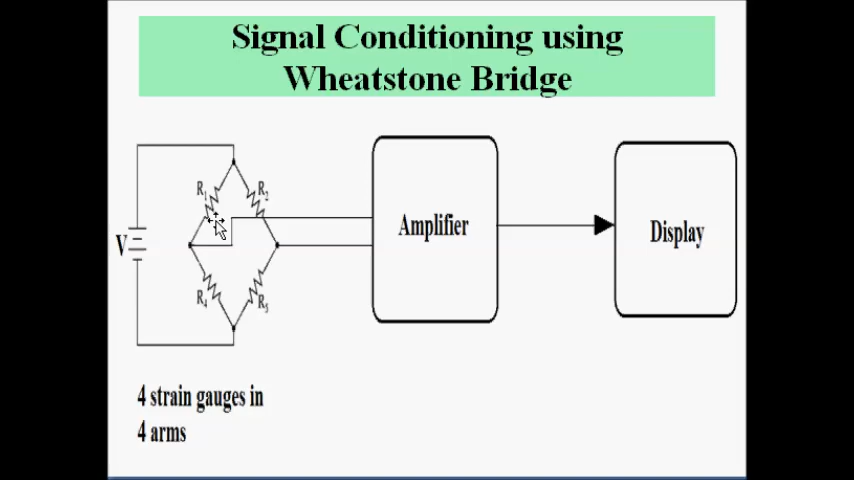 Signal Conditioning using
Wheatstone Bridge
R1 R2
V
Amplifier
Display
R4 R3
4 strain gauges in
4 arms